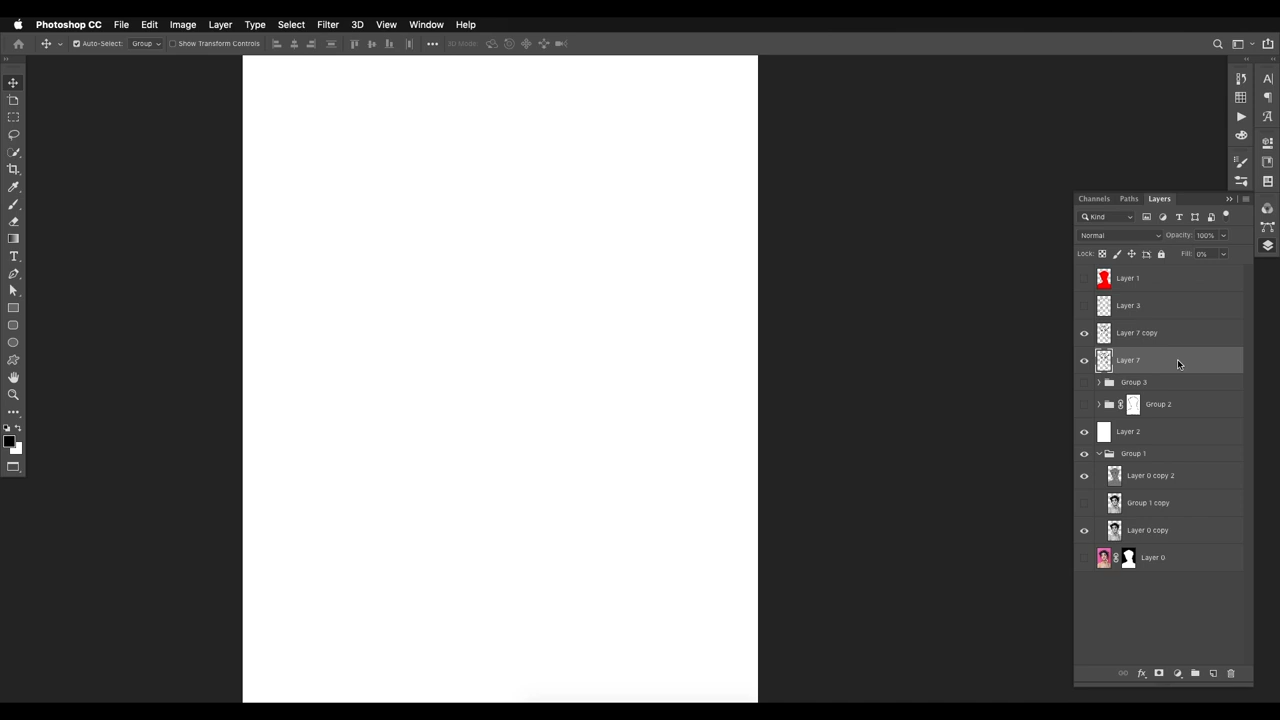 Photoshop CC File Edit Image Layer Type Select Filter 3D View Window Help
Auto-Select: Group Show Transform Controls 3D Mode:
Channels Paths Layers
Kind
Normal Opacity: 100%
Lock: Fill: 0%
Layer 1
Layer 3
Layer 7 copy
Layer 7
Group 3
Group 2
Layer 2
Group 1
Layer 0 copy 2
Group 1 copy
Layer 0 copy
Layer 0